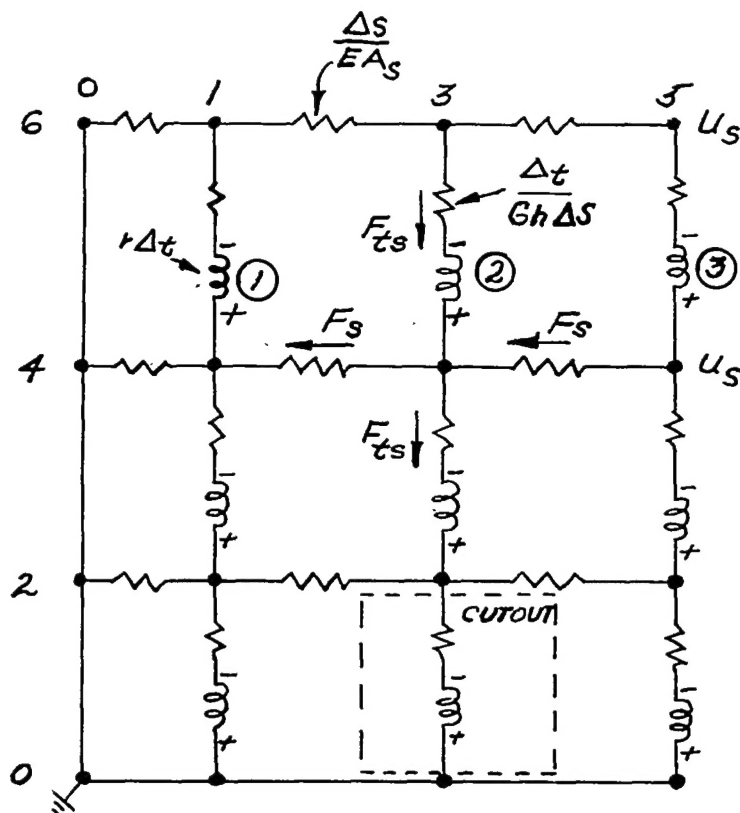 ΔS
EA_S
0 1 3 5
6 u_s
Δt
Gh ΔS
F_ts
rΔt
- - -
① ② ③
+ + +
F_s F_s
4 u_s
F_ts
- - -
+ + +
2
CUTOUT
- - -
+ + +
0